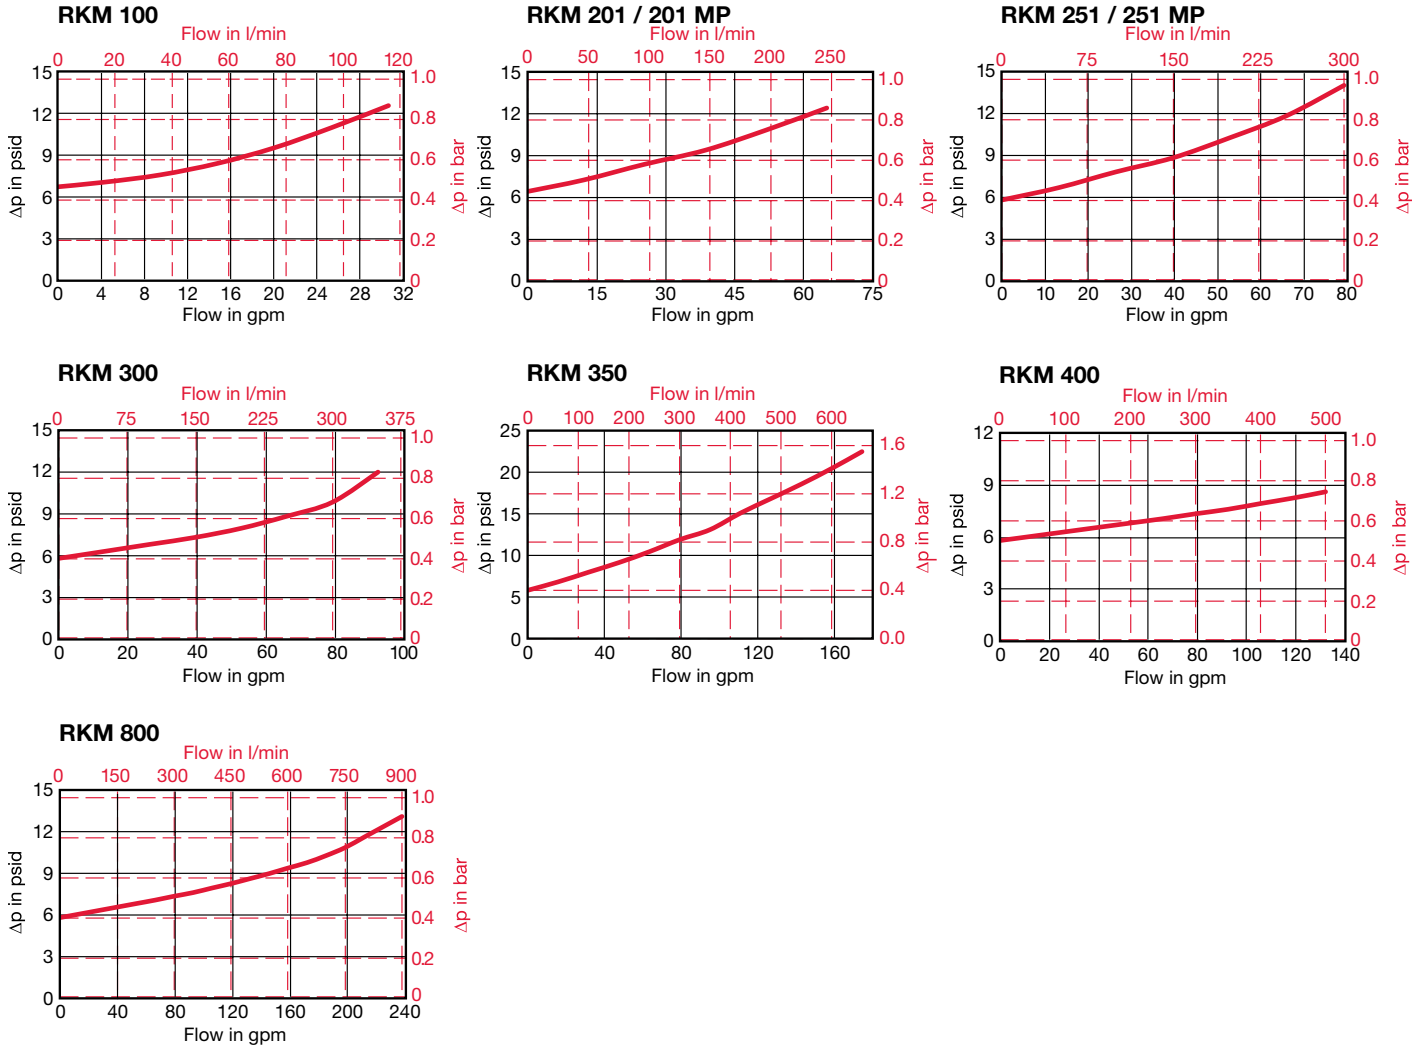 RKM 100
Flow in l/min
0 20 40 60 80 100 120
15 12 9 6 3 0
Δp in psid
1.0 0.8 0.6 0.4 0.2 0
Δp in bar
0 4 8 12 16 20 24 28 32
Flow in gpm
RKM 201 / 201 MP
Flow in l/min
0 50 100 150 200 250
15 12 9 6 3 0
Δp in psid
1.0 0.8 0.6 0.4 0.2 0
Δp in bar
0 15 30 45 60 75
Flow in gpm
RKM 251 / 251 MP
Flow in l/min
0 75 150 225 300
15 12 9 6 3 0
Δp in psid
1.0 0.8 0.6 0.4 0.2 0
Δp in bar
0 10 20 30 40 50 60 70 80
Flow in gpm
RKM 300
Flow in l/min
0 75 150 225 300 375
15 12 9 6 3 0
Δp in psid
1.0 0.8 0.6 0.4 0.2 0
Δp in bar
0 20 40 60 80 100
Flow in gpm
RKM 350
Flow in l/min
0 100 200 300 400 500 600
25 20 15 10 5 0
Δp in psid
1.6 1.2 0.8 0.4 0.0
Δp in bar
0 40 80 120 160
Flow in gpm
RKM 400
Flow in l/min
0 100 200 300 400 500
12 9 6 3 0
Δp in psid
1.0 0.8 0.6 0.4 0.2 0
Δp in bar
0 20 40 60 80 100 120 140
Flow in gpm
RKM 800
Flow in l/min
0 150 300 450 600 750 900
15 12 9 6 3 0
Δp in psid
1.0 0.8 0.6 0.4 0.2 0
Δp in bar
0 40 80 120 160 200 240
Flow in gpm